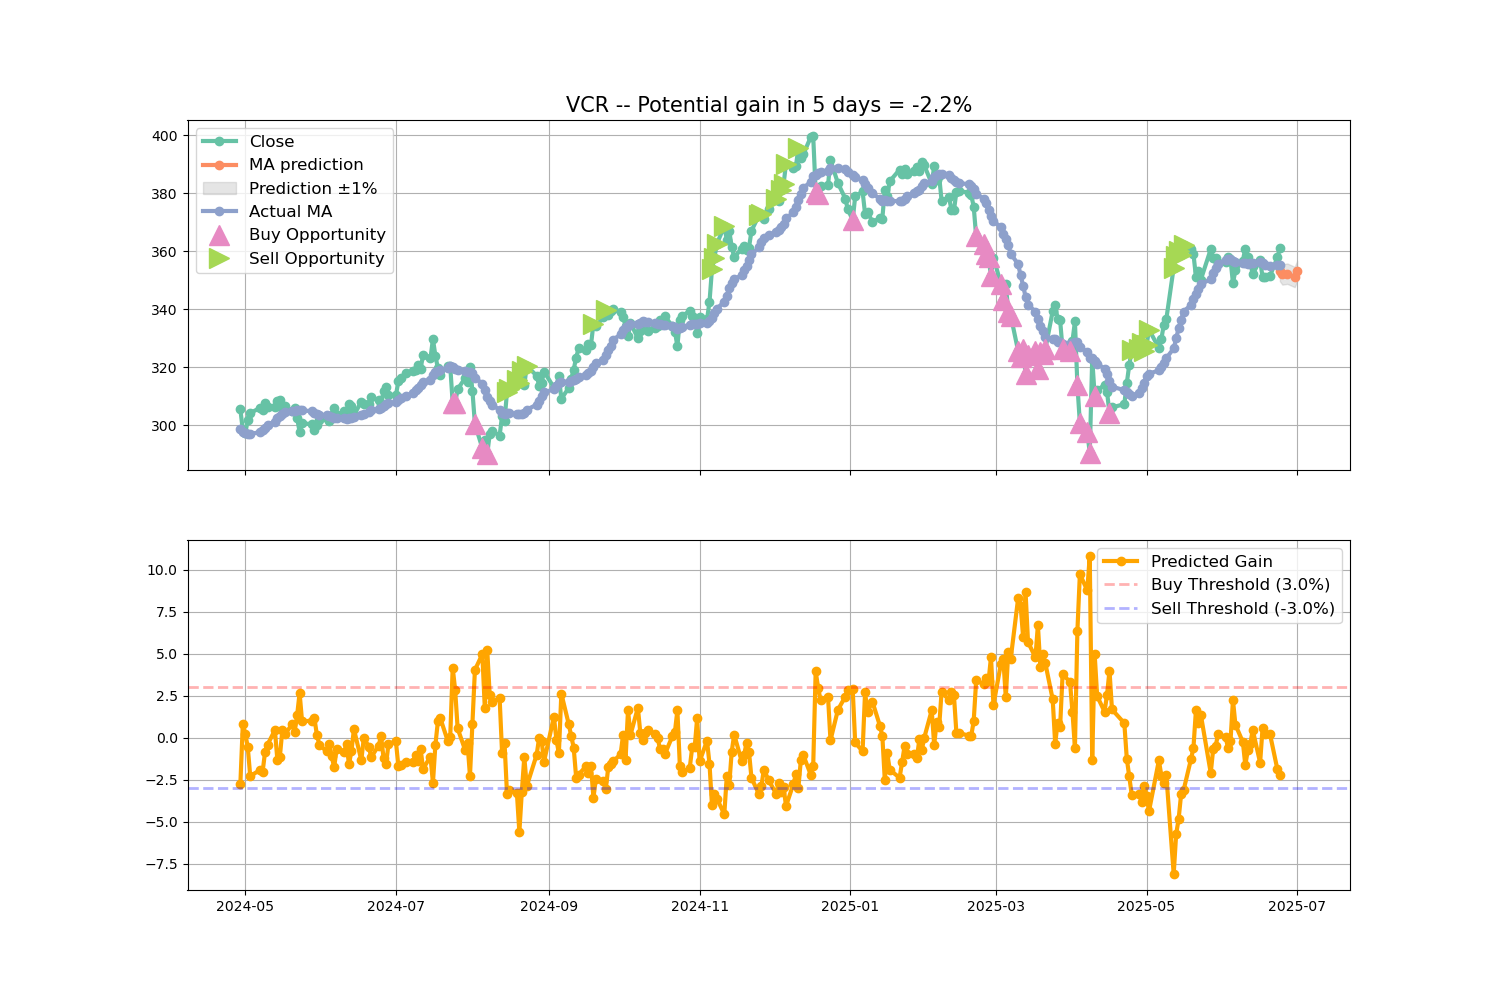 VCR -- Potential gain in 5 days = -2.2%
400
380
360
340
320
300
Close
MA prediction
Prediction ±1%
Actual MA
Buy Opportunity
Sell Opportunity
10.0
7.5
5.0
2.5
0.0
−2.5
−5.0
−7.5
Predicted Gain
Buy Threshold (3.0%)
Sell Threshold (-3.0%)
2024-05 2024-07 2024-09 2024-11 2025-01 2025-03 2025-05 2025-07